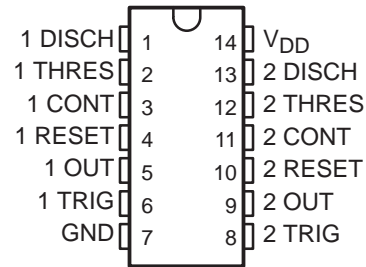 1 DISCH 1 14 VDD
1 THRES 2 13 2 DISCH
1 CONT 3 12 2 THRES
1 RESET 4 11 2 CONT
1 OUT 5 10 2 RESET
1 TRIG 6 9 2 OUT
GND 7 8 2 TRIG